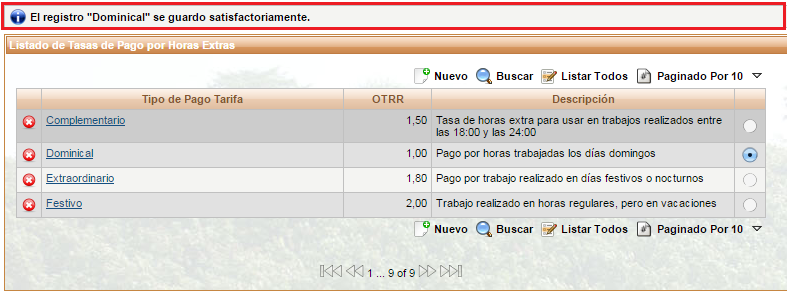 El registro "Dominical" se guardo satisfactoriamente.
Listado de Tasas de Pago por Horas Extras
Nuevo Buscar Listar Todos Paginado Por 10
Tipo de Pago Tarifa OTRR Descripción
Complementario 1,50 Tasa de horas extra para usar en trabajos realizados entre
las 18:00 y las 24:00
Dominical 1,00 Pago por horas trabajadas los días domingos
Extraordinario 1,80 Pago por trabajo realizado en días festivos o nocturnos
Festivo 2,00 Trabajo realizado en horas regulares, pero en vacaciones
Nuevo Buscar Listar Todos Paginado Por 10
1 ... 9 of 9